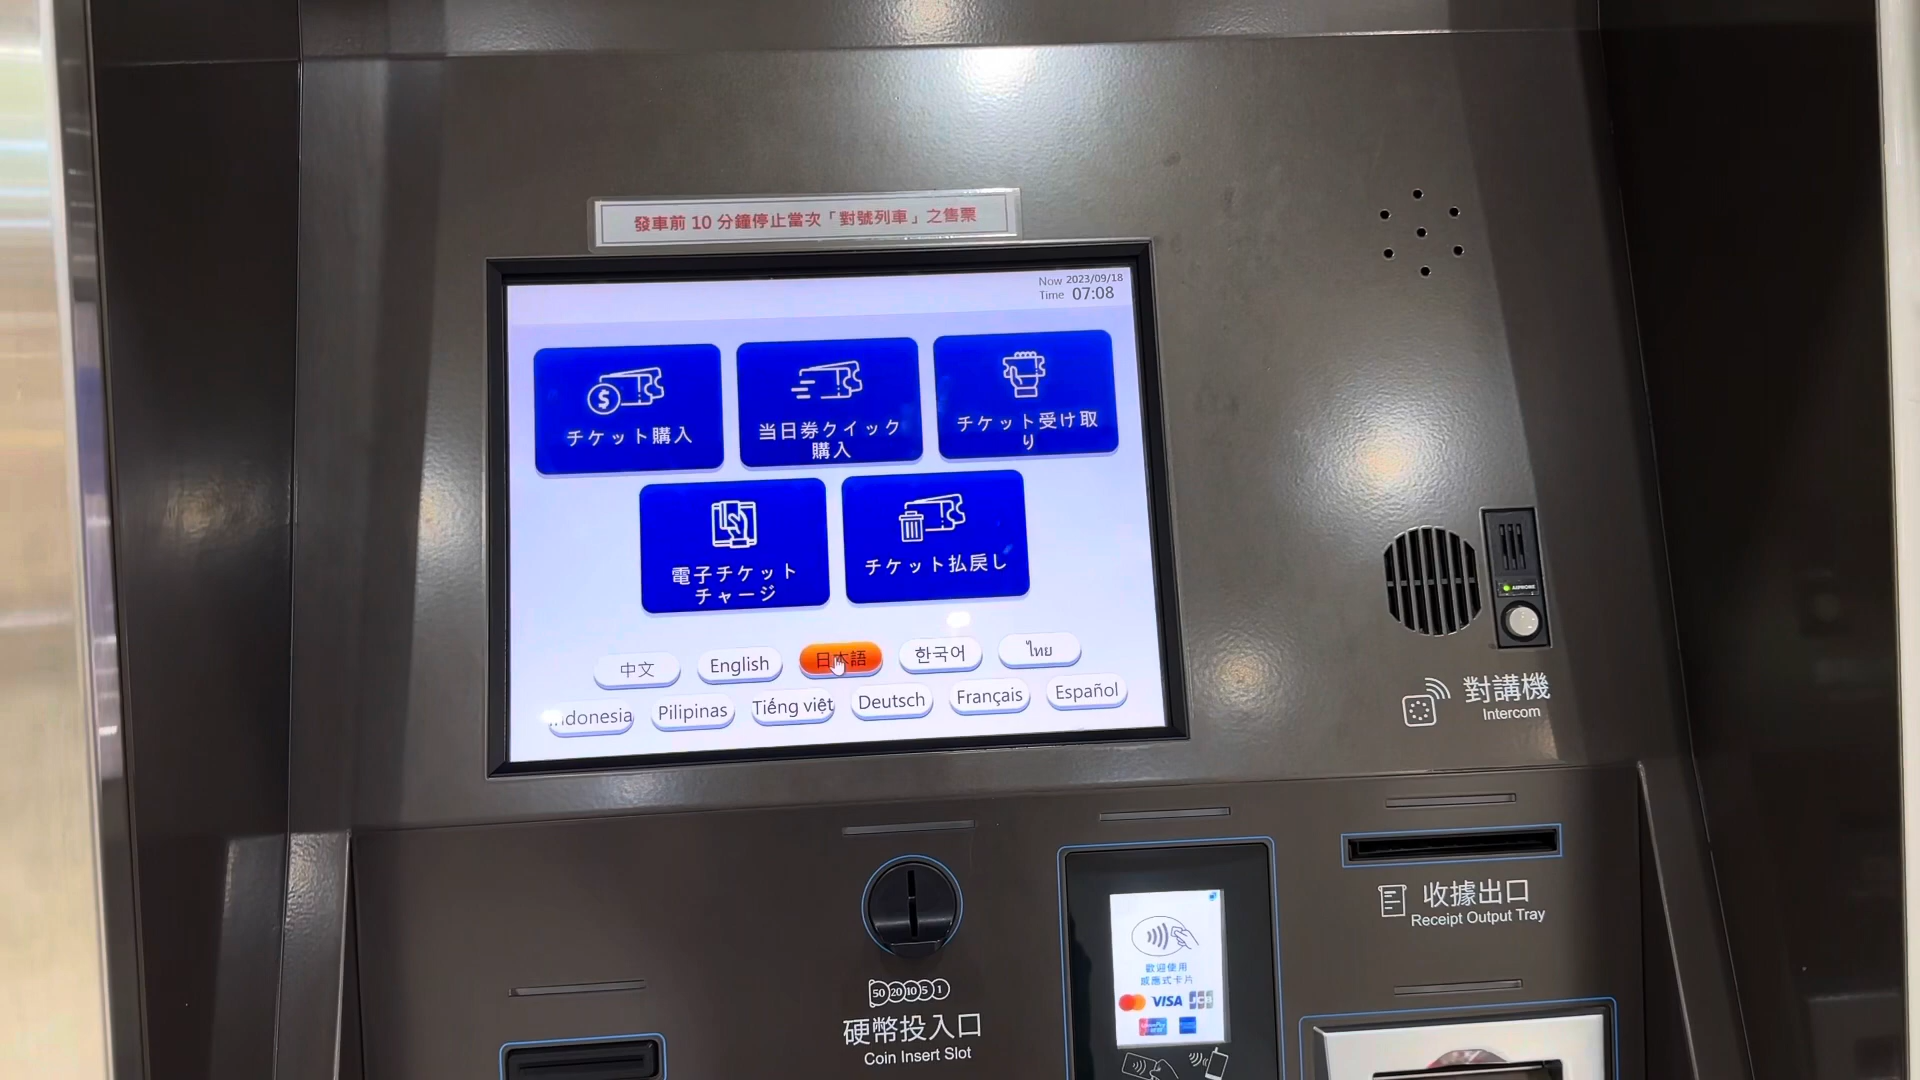 發車前 10 分鐘停止當次「對號列車」之售票
Now 2023/09/18
Time 07:08
チケット購入
当日券クイック
購入
チケット受け取
り
電子チケット
チャージ
チケット払戻し
中文
English
日本語
한국어
ไทย
Indonesia
Pilipinas
Tiếng việt
Deutsch
Français
Español
AIPHONE
對講機
Intercom
收據出口
Receipt Output Tray
50 20 10 5 1
硬幣投入口
Coin Insert Slot
歡迎使用
感應式卡片
VISA
JCB
UnionPay